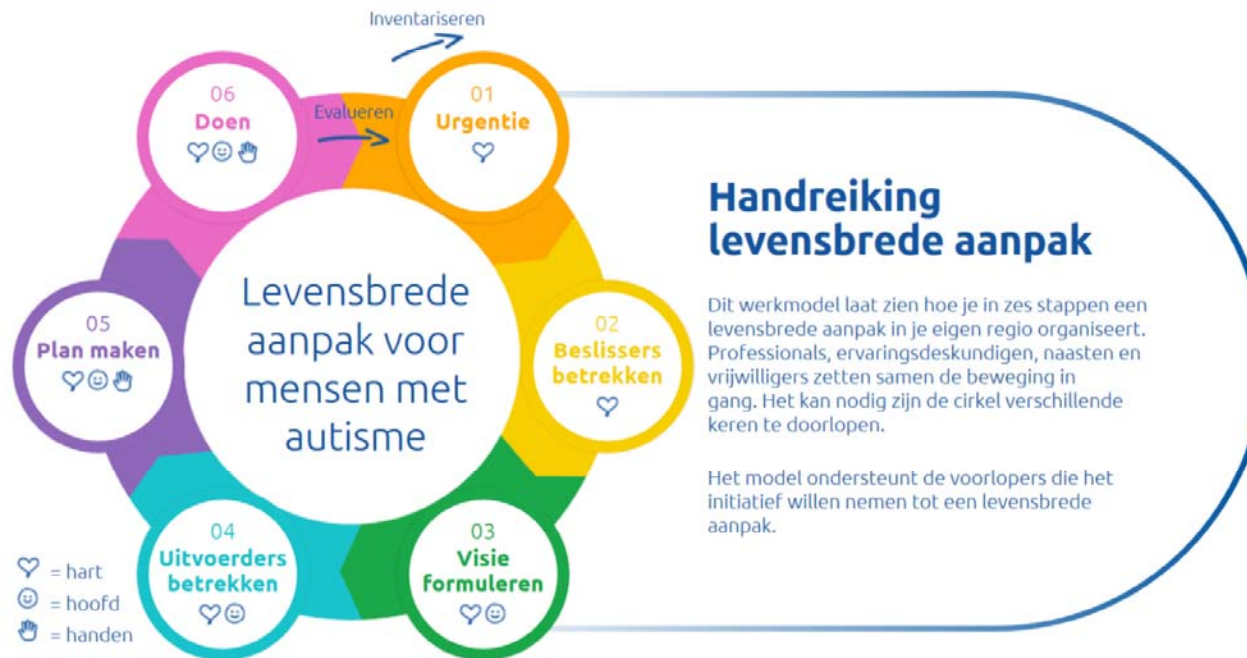 Inventariseren
Evalueren
01
Urgentie
02
Beslissers
betrekken
03
Visie
formuleren
04
Uitvoerders
betrekken
05
Plan maken
06
Doen
Levensbrede
aanpak voor
mensen met
autisme
= hart
= hoofd
= handen
Handreiking
levensbrede aanpak
Dit werkmodel laat zien hoe je in zes stappen een
levensbrede aanpak in je eigen regio organiseert.
Professionals, ervaringsdeskundigen, naasten en
vrijwilligers zetten samen de beweging in
gang. Het kan nodig zijn de cirkel verschillende
keren te doorlopen.
Het model ondersteunt de voorlopers die het
initiatief willen nemen tot een levensbrede
aanpak.